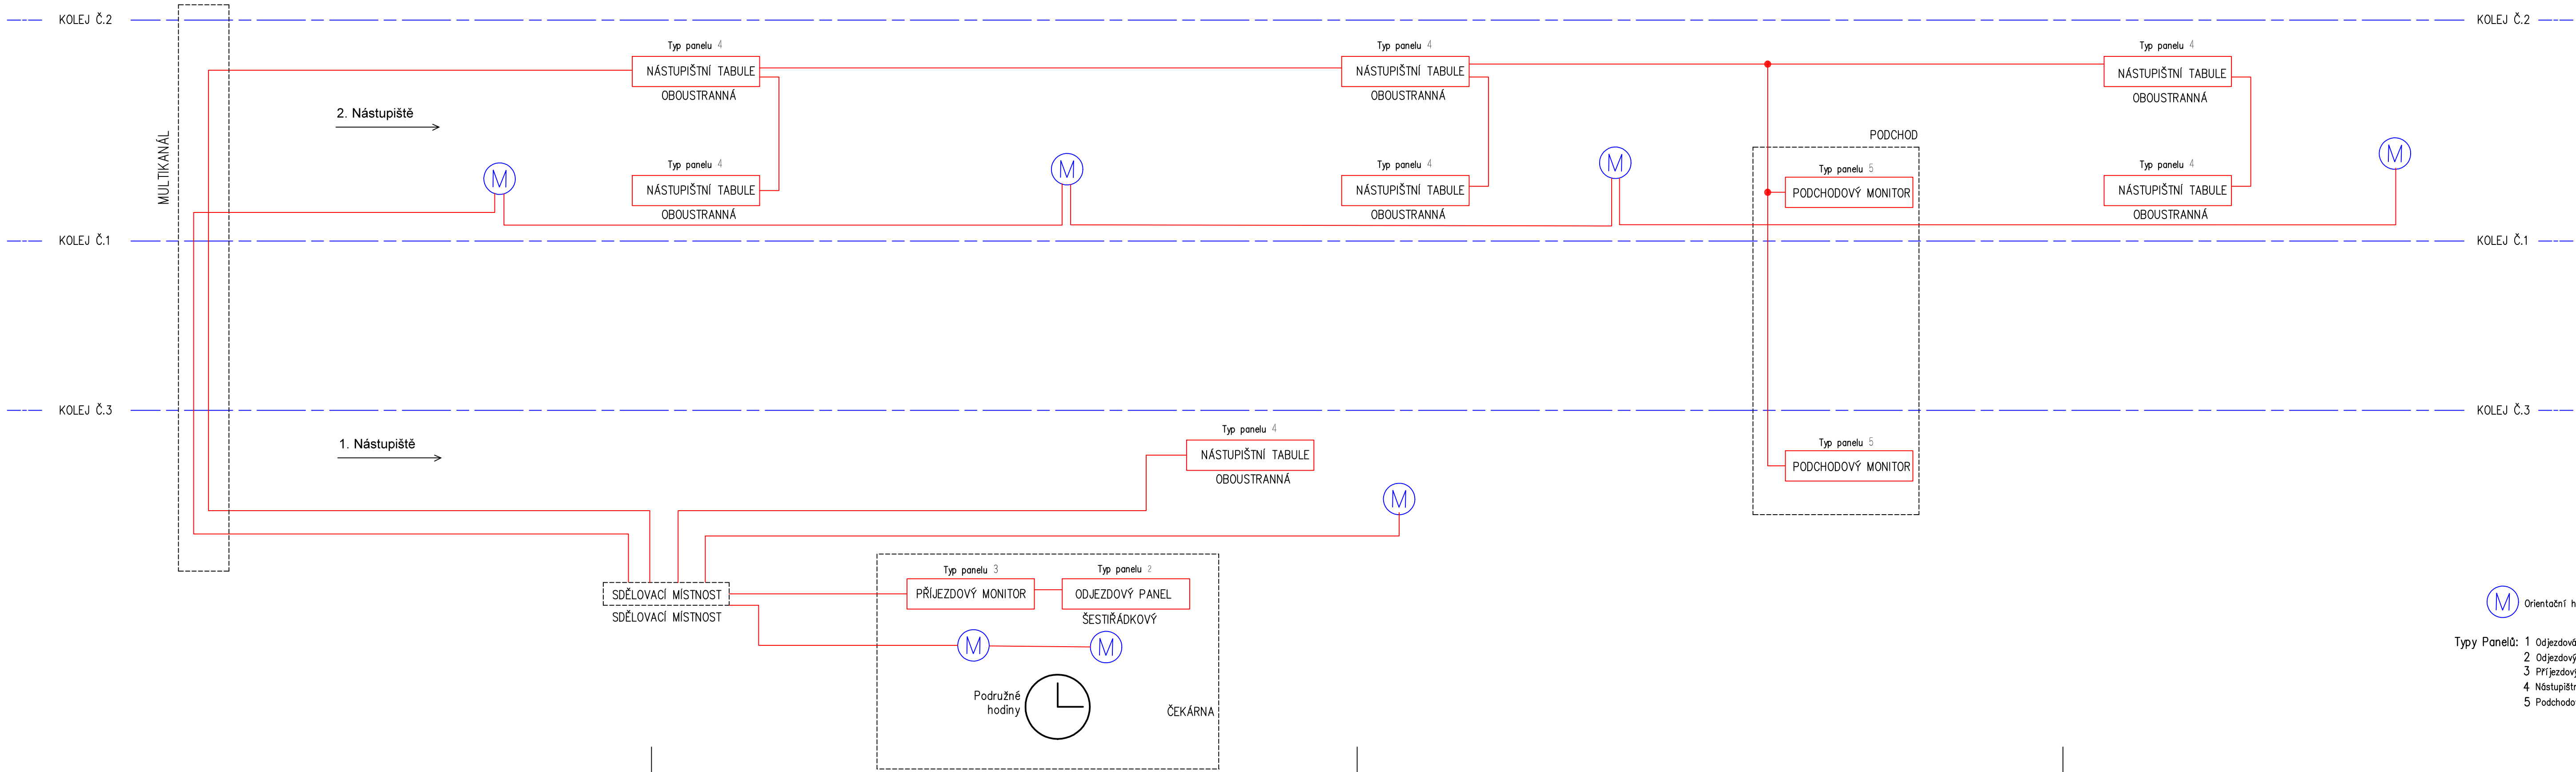 KOLEJ Č.2
KOLEJ Č.2
Typ panelu 4
Typ panelu 4
Typ panelu 4
NÁSTUPIŠTNÍ TABULE
NÁSTUPIŠTNÍ TABULE
NÁSTUPIŠTNÍ TABULE
OBOUSTRANNÁ
OBOUSTRANNÁ
OBOUSTRANNÁ
2. Nástupiště
MULTIKANÁL
PODCHOD
Typ panelu 4
Typ panelu 4
Typ panelu 5
Typ panelu 4
M
M
M
M
NÁSTUPIŠTNÍ TABULE
NÁSTUPIŠTNÍ TABULE
PODCHODOVÝ MONITOR
NÁSTUPIŠTNÍ TABULE
OBOUSTRANNÁ
OBOUSTRANNÁ
OBOUSTRANNÁ
KOLEJ Č.1
KOLEJ Č.1
KOLEJ Č.3
KOLEJ Č.3
1. Nástupiště
Typ panelu 4
NÁSTUPIŠTNÍ TABULE
OBOUSTRANNÁ
Typ panelu 5
PODCHODOVÝ MONITOR
M
SDĚLOVACÍ MÍSTNOST
SDĚLOVACÍ MÍSTNOST
Typ panelu 3
Typ panelu 2
PŘÍJEZDOVÝ MONITOR
ODJEZDOVÝ PANEL
ŠESTIŘÁDKOVÝ
M
M
Podružné
hodiny
ČEKÁRNA
M Orientační h
Typy Panelů: 1 Odjezdová
2 Odjezdový
3 Příjezdový
4 Nástupištn
5 Podchodo